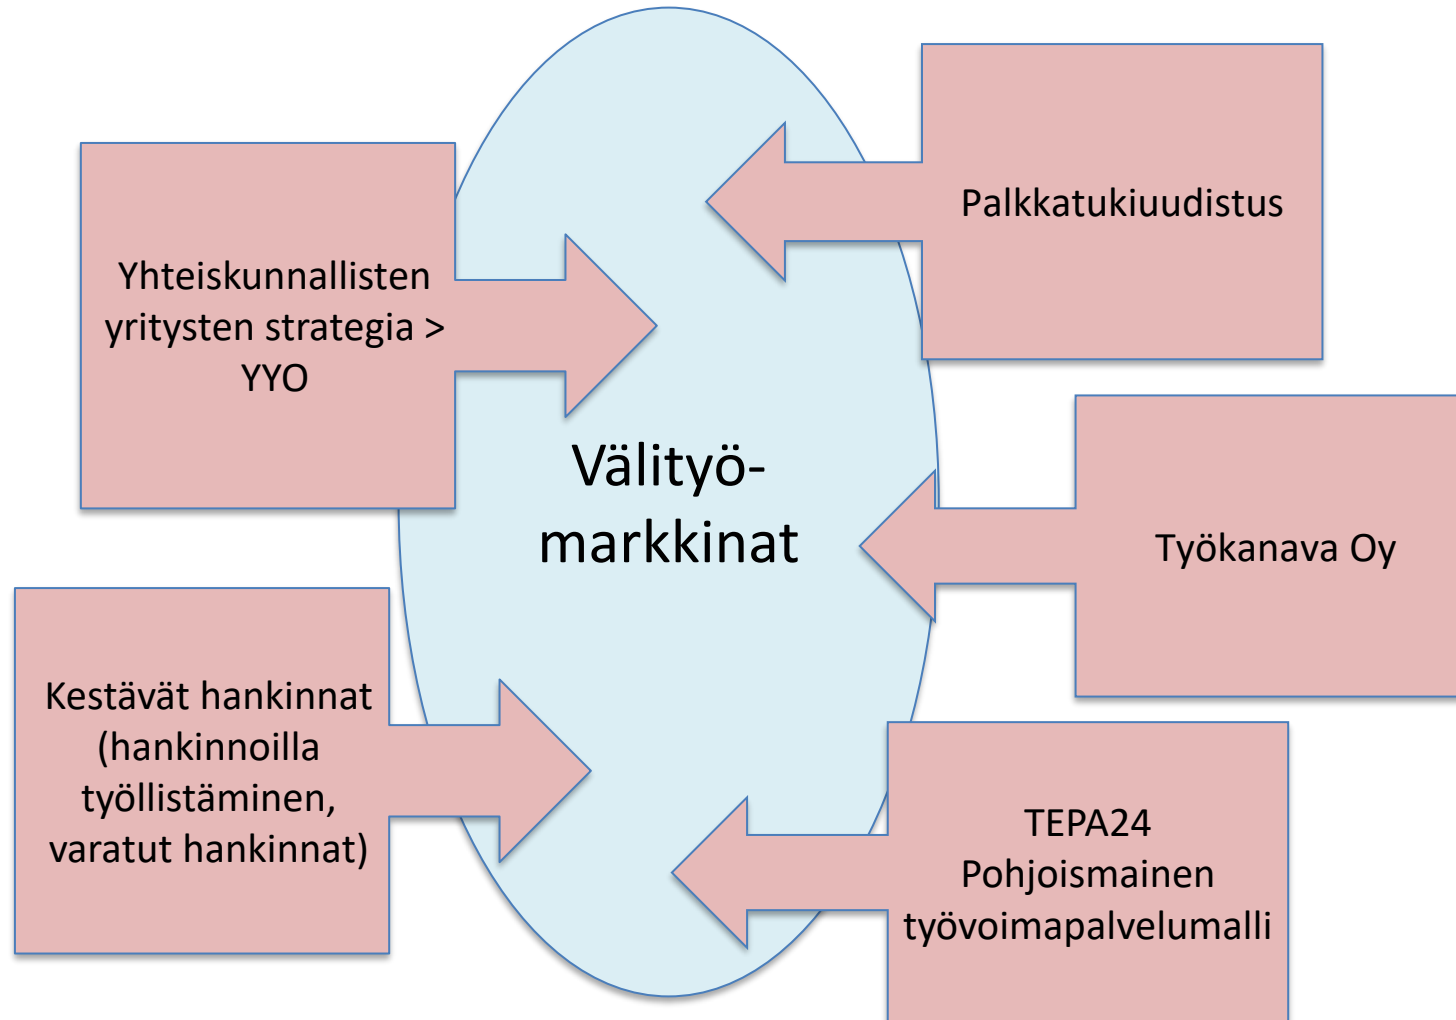 Palkkatukiuudistus
Yhteiskunnallisten
yritysten strategia >
YYO
Välityö-
markkinat
Työkanava Oy
Kestävät hankinnat
(hankinnoilla
työllistäminen,
varatut hankinnat)
TEPA24
Pohjoismainen
työvoimapalvelumalli